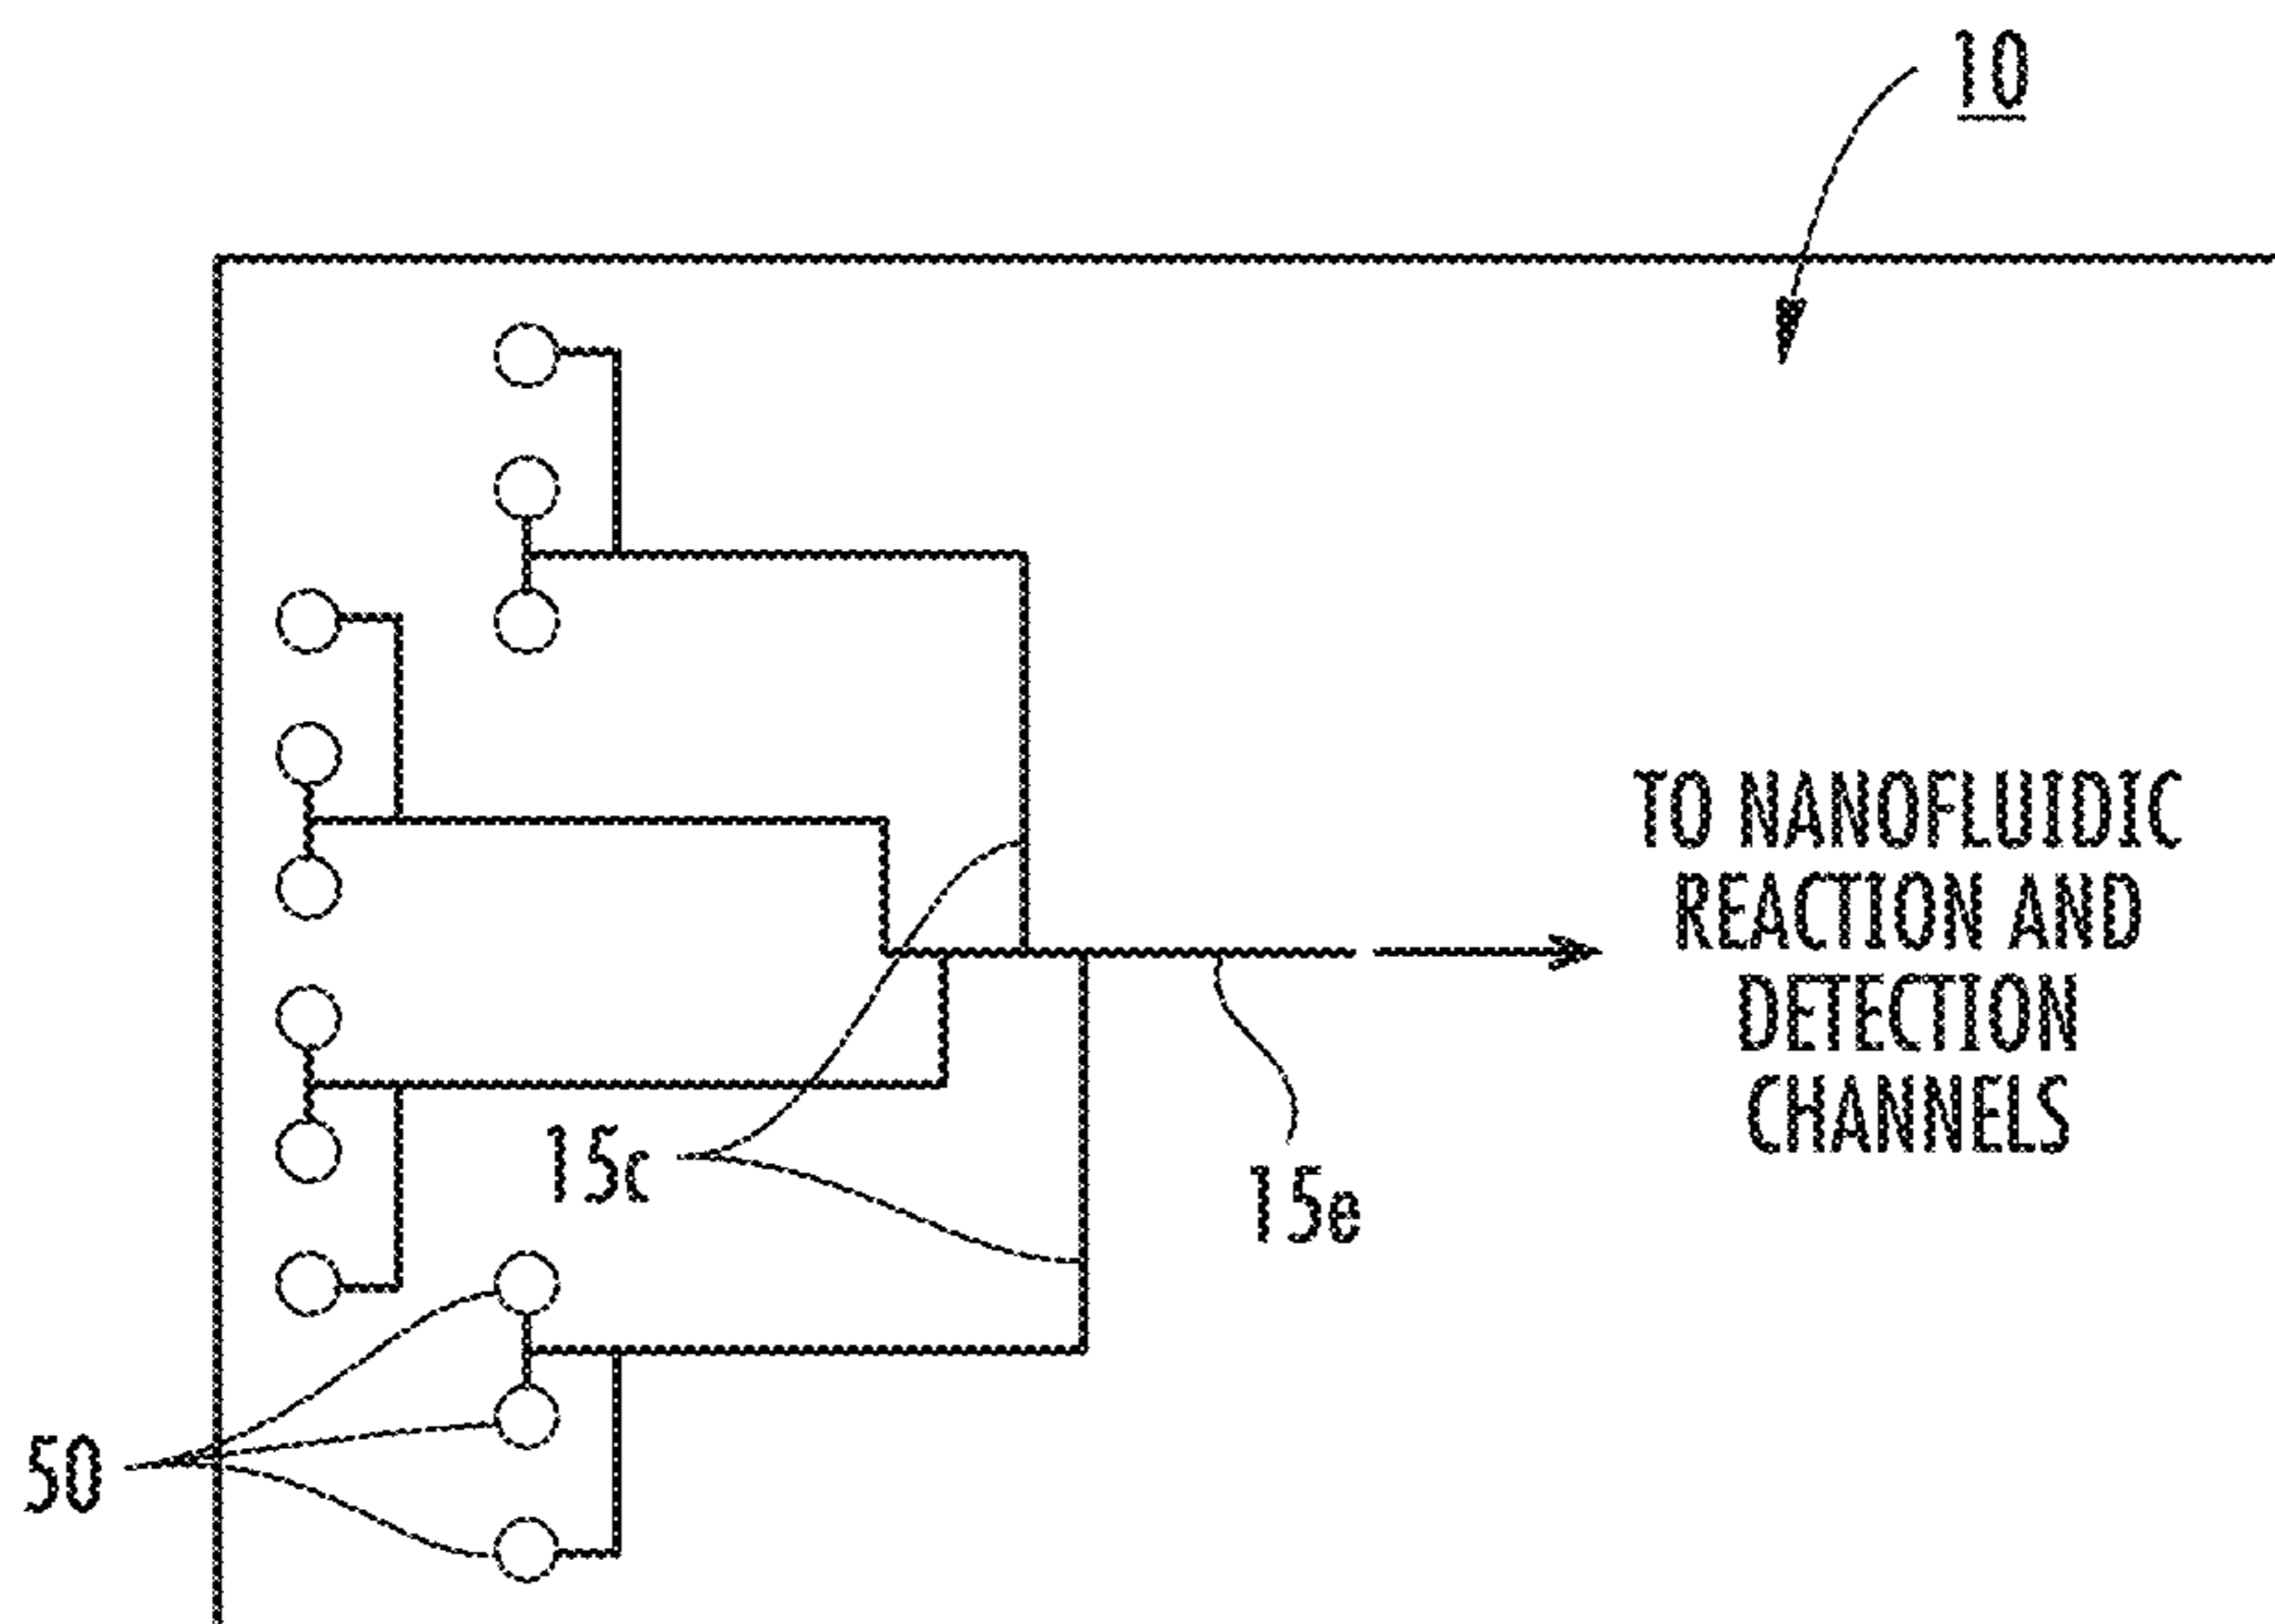 10
TO NANOFLUIDIC
REACTION AND
DETECTION
CHANNELS
15c
15e
50